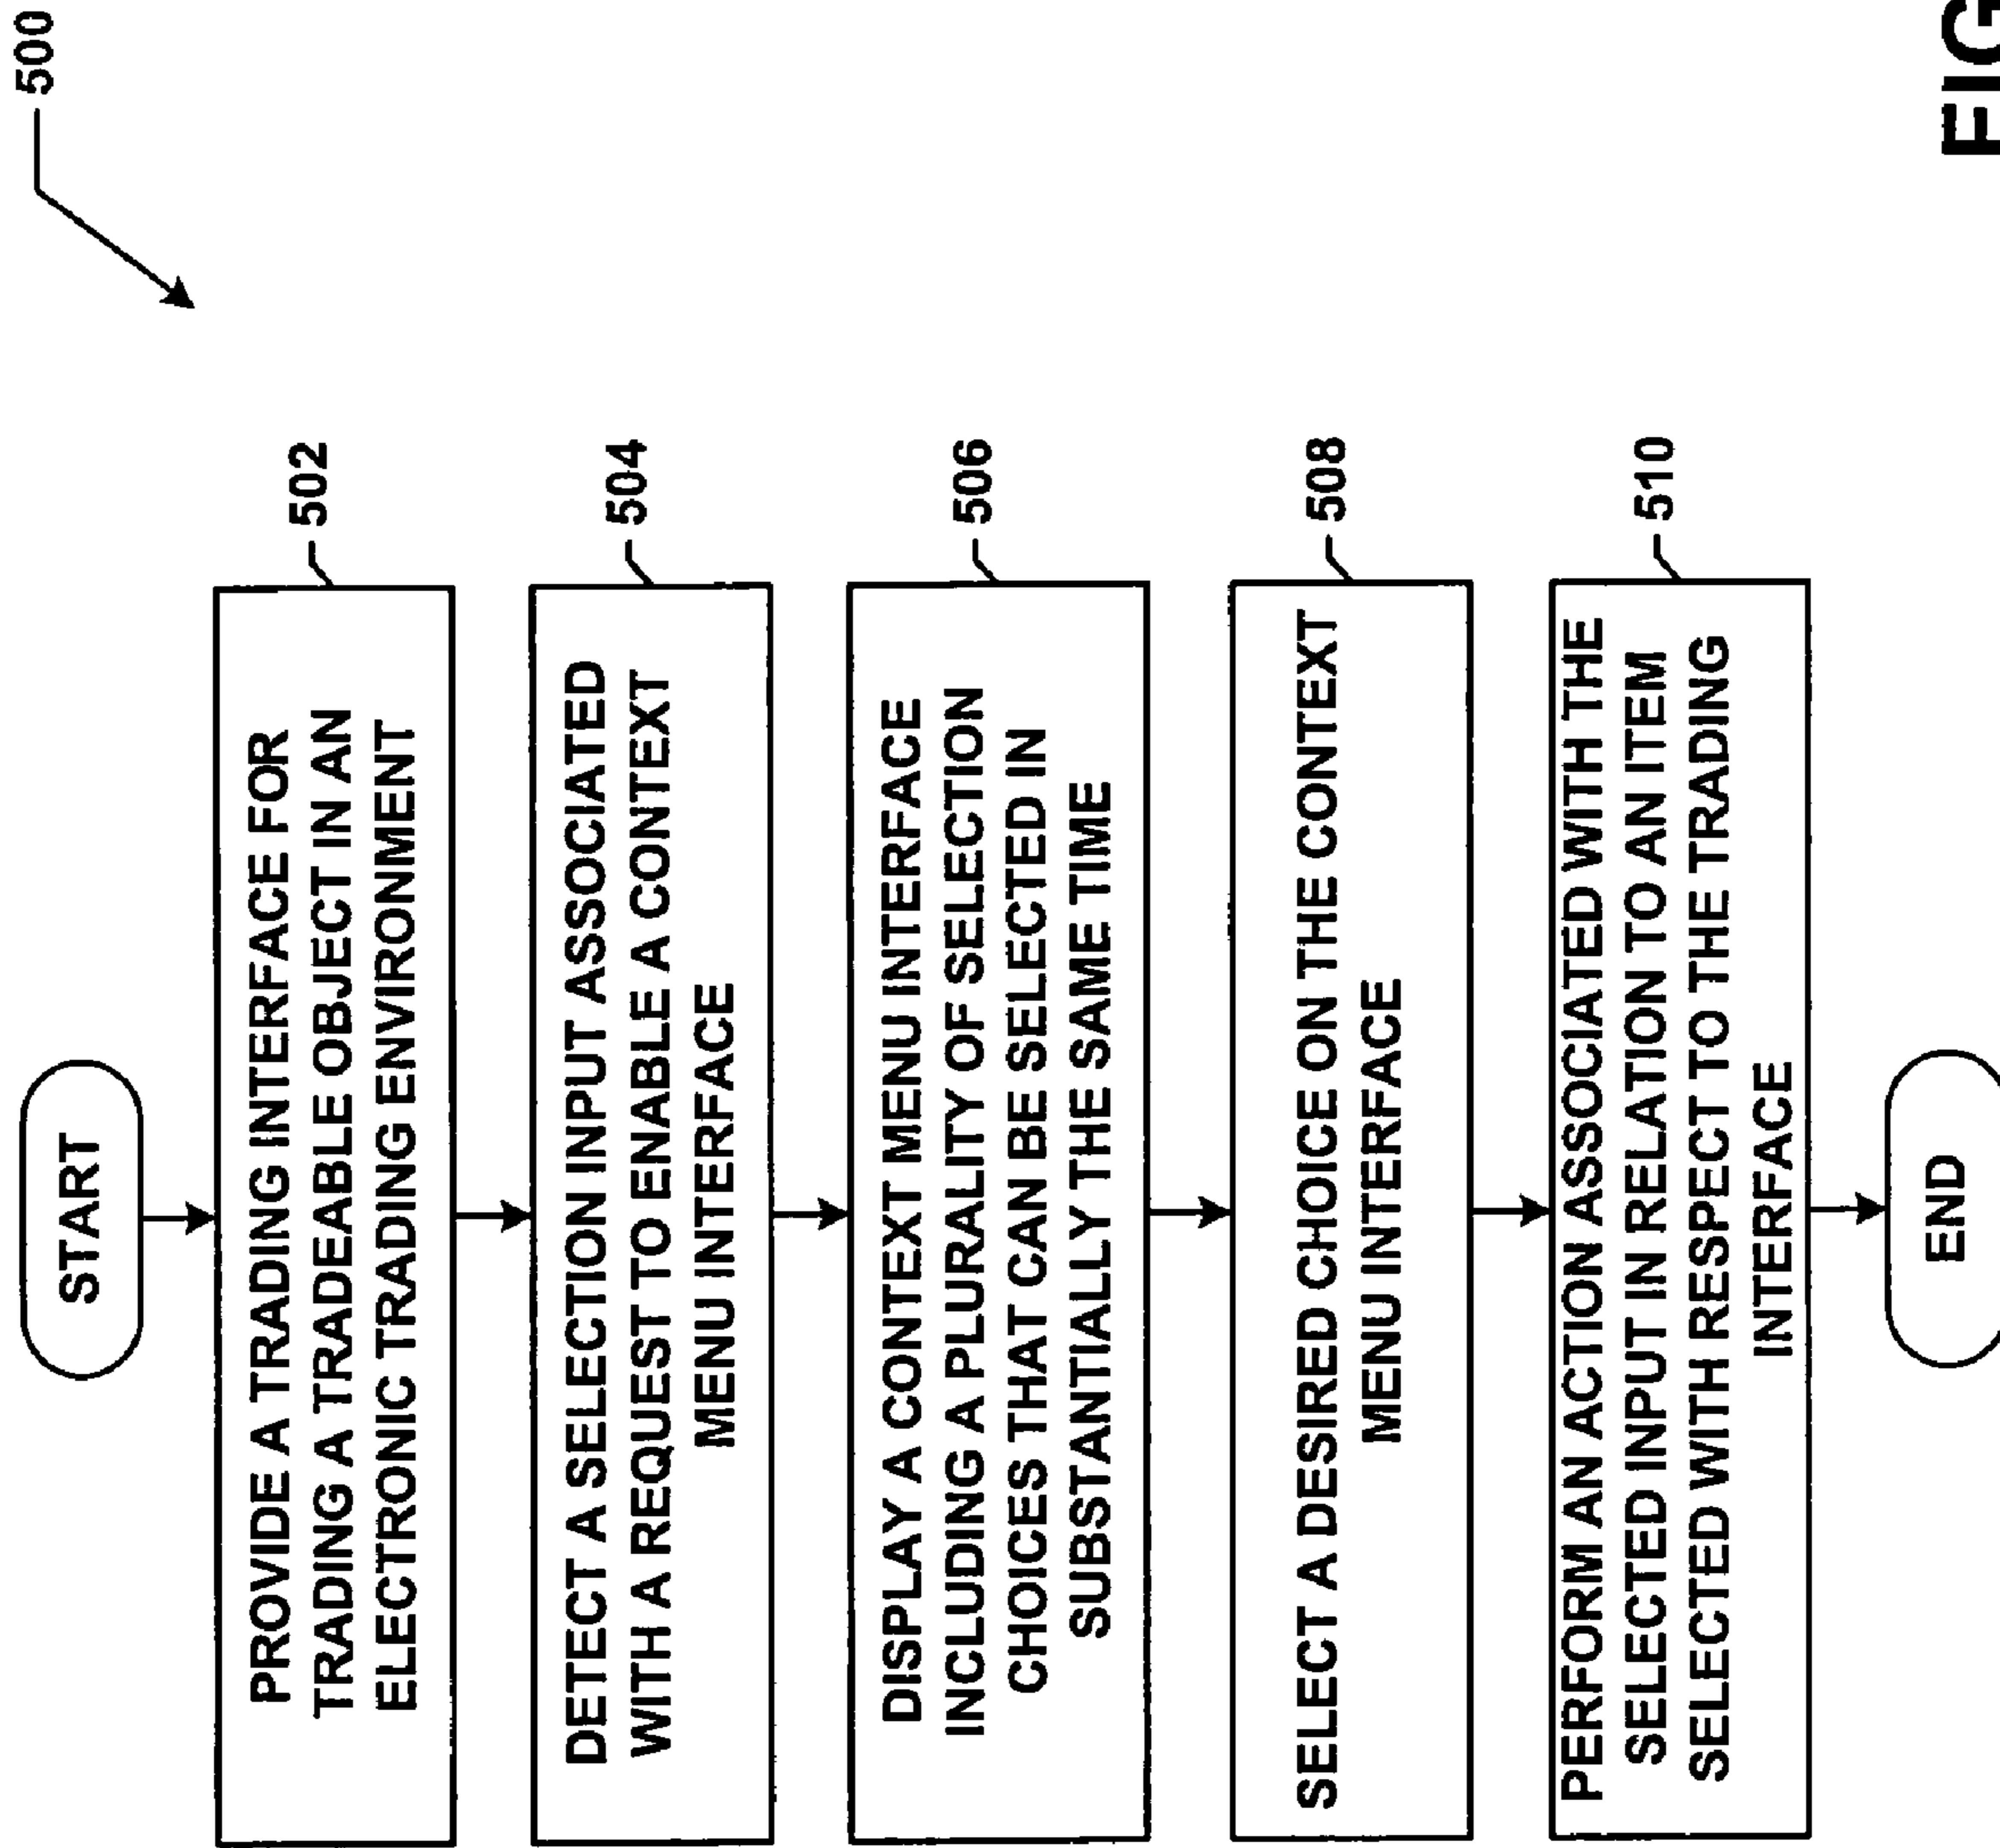 500
START
PROVIDE A TRADING INTERFACE FOR
TRADING A TRADEABLE OBJECT IN AN
ELECTRONIC TRADING ENVIRONMENT
502
DETECT A SELECTION INPUT ASSOCIATED
WITH A REQUEST TO ENABLE A CONTEXT
MENU INTERFACE
504
DISPLAY A CONTEXT MENU INTERFACE
INCLUDING A PLURALITY OF SELECTION
CHOICES THAT CAN BE SELECTED IN
SUBSTANTIALLY THE SAME TIME
506
SELECT A DESIRED CHOICE ON THE CONTEXT
MENU INTERFACE
508
PERFORM AN ACTION ASSOCIATED WITH THE
SELECTED INPUT IN RELATION TO AN ITEM
SELECTED WITH RESPECT TO THE TRADING
INTERFACE
510
END
FIG